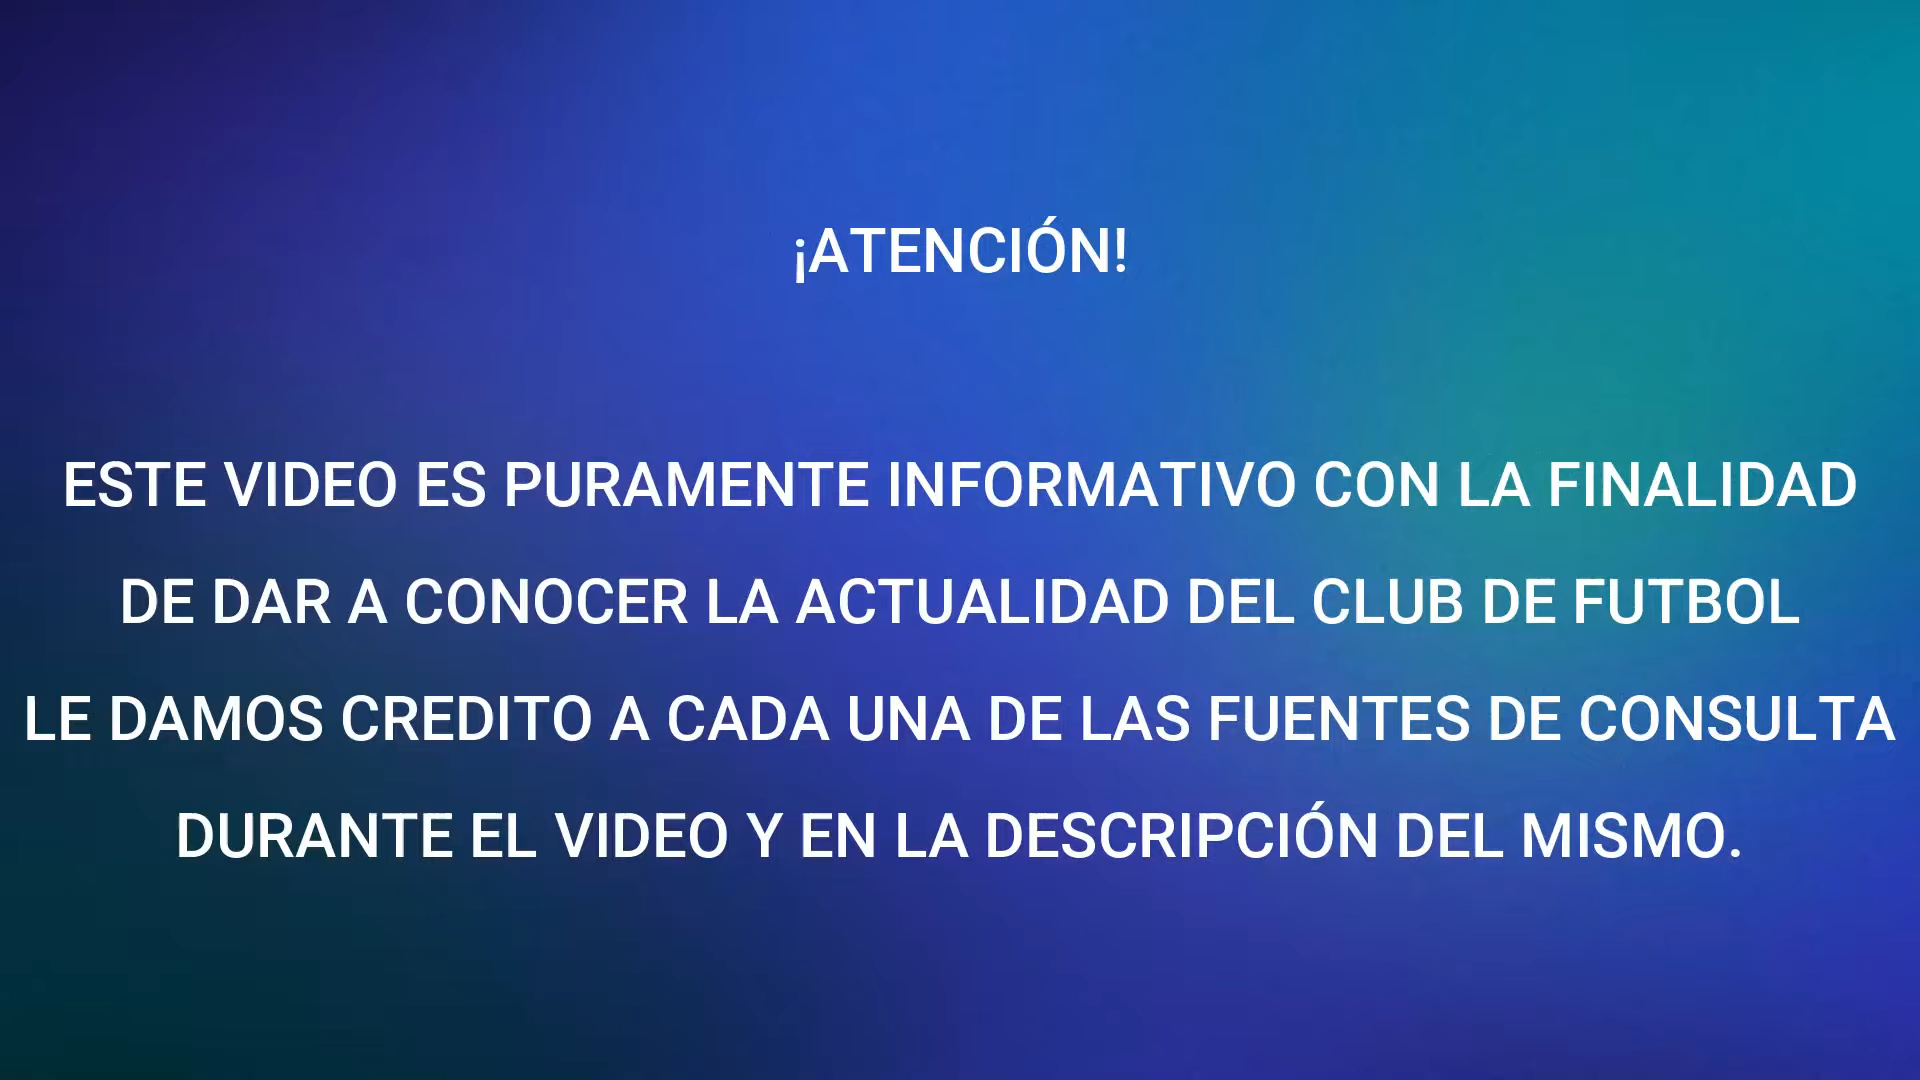 ¡ATENCIÓN!
ESTE VIDEO ES PURAMENTE INFORMATIVO CON LA FINALIDAD
DE DAR A CONOCER LA ACTUALIDAD DEL CLUB DE FUTBOL
LE DAMOS CREDITO A CADA UNA DE LAS FUENTES DE CONSULTA
DURANTE EL VIDEO Y EN LA DESCRIPCIÓN DEL MISMO.